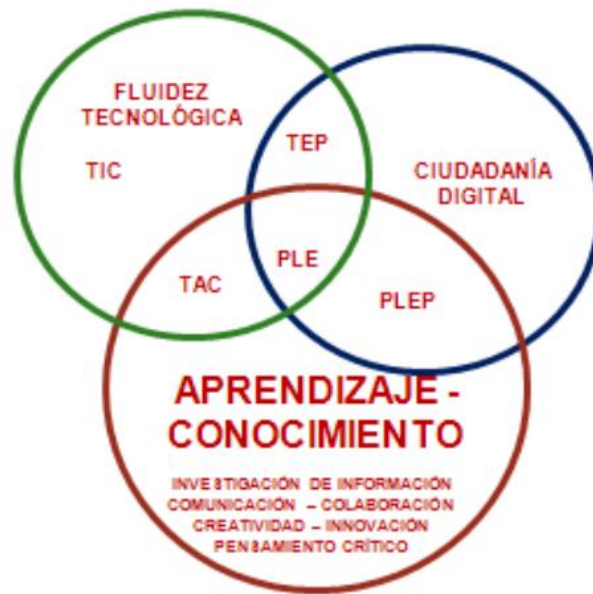 FLUIDEZ
TECNOLÓGICA
TIC
TEP
CIUDADANÍA
DIGITAL
TAC
PLE
PLEP
APRENDIZAJE -
CONOCIMIENTO
INVESTIGACIÓN DE INFORMACIÓN
COMUNICACIÓN – COLABORACIÓN
CREATIVIDAD – INNOVACIÓN
PENSAMIENTO CRÍTICO